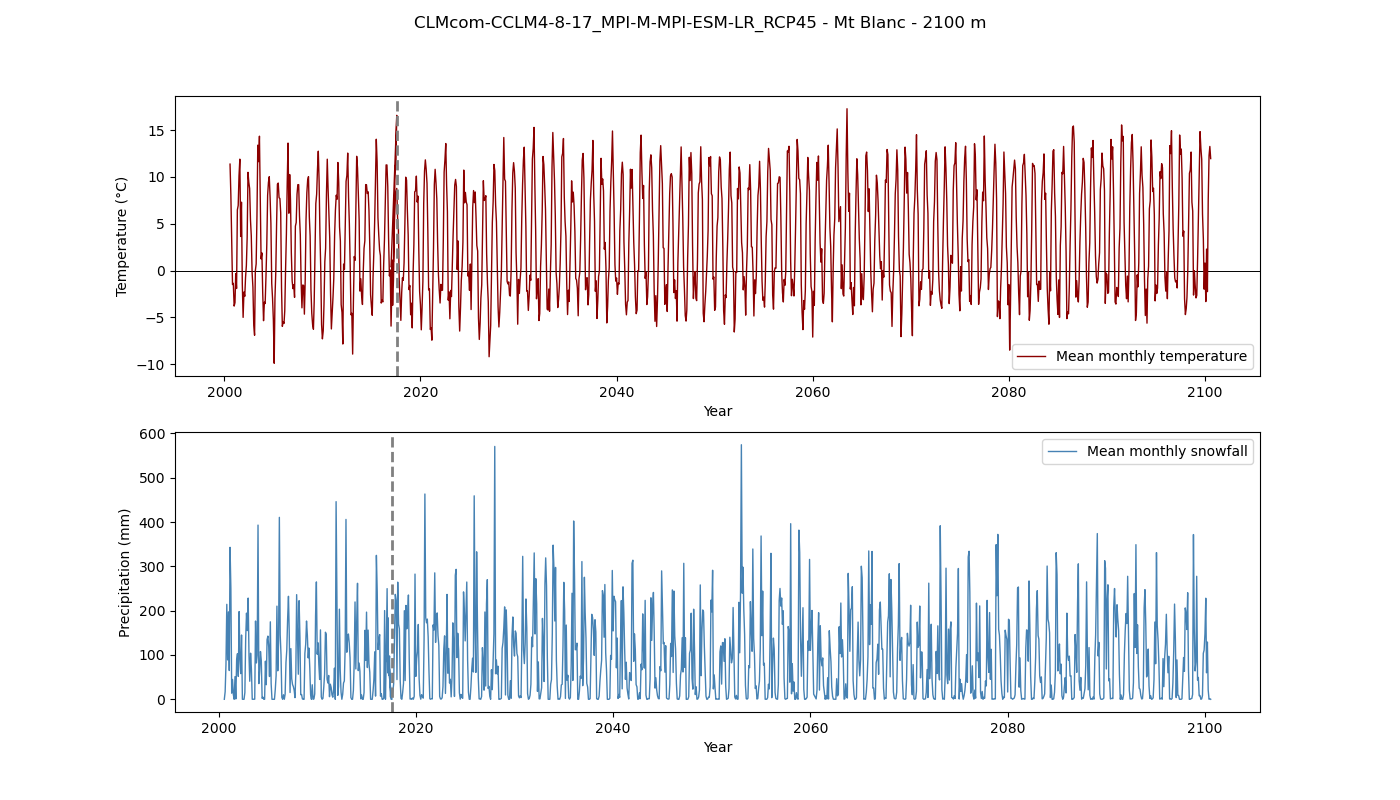 CLMcom-CCLM4-8-17_MPI-M-MPI-ESM-LR_RCP45 - Mt Blanc - 2100 m
Temperature (°C)
15
10
5
0
−5
−10
Mean monthly temperature
2000 2020 2040 2060 2080 2100
Year
Precipitation (mm)
600
500
400
300
200
100
0
Mean monthly snowfall
2000 2020 2040 2060 2080 2100
Year